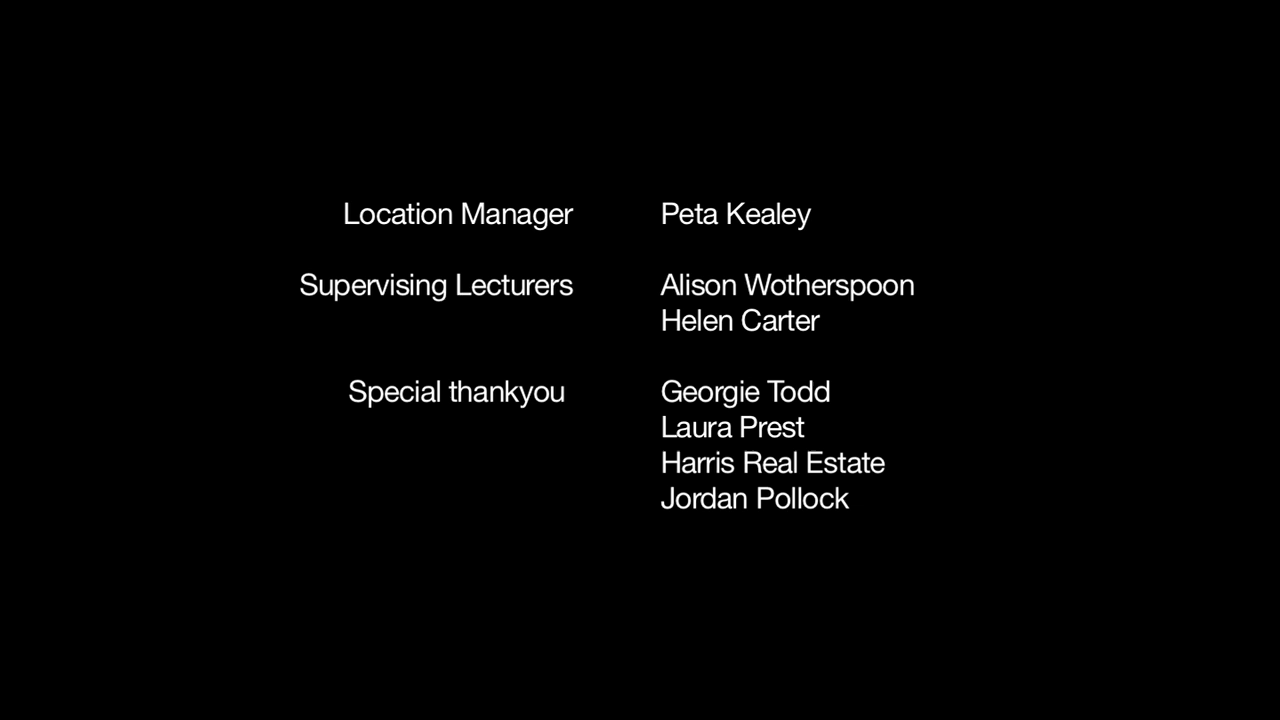 Location Manager Peta Kealey
Supervising Lecturers Alison Wotherspoon
Helen Carter
Special thankyou Georgie Todd
Laura Prest
Harris Real Estate
Jordan Pollock